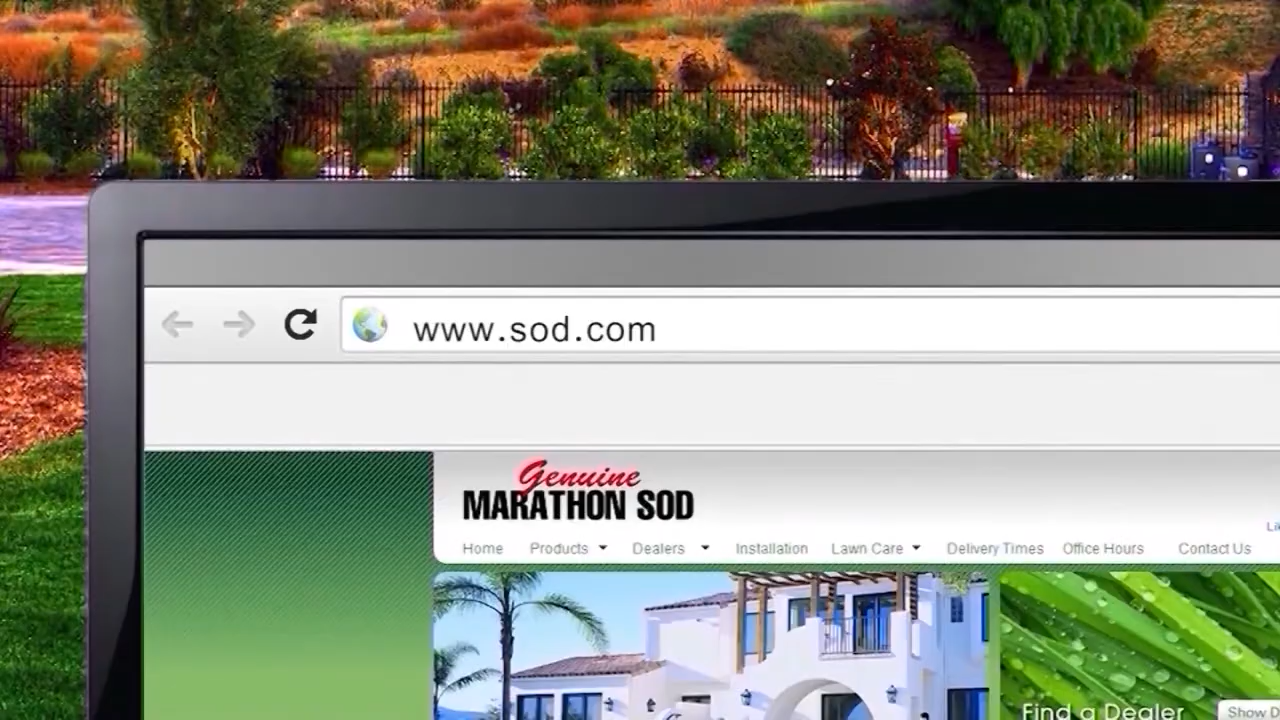 www.sod.com
Genuine
MARATHON SOD
Home Products Dealers Installation Lawn Care Delivery Times Office Hours Contact Us
Find a Dealer
Show